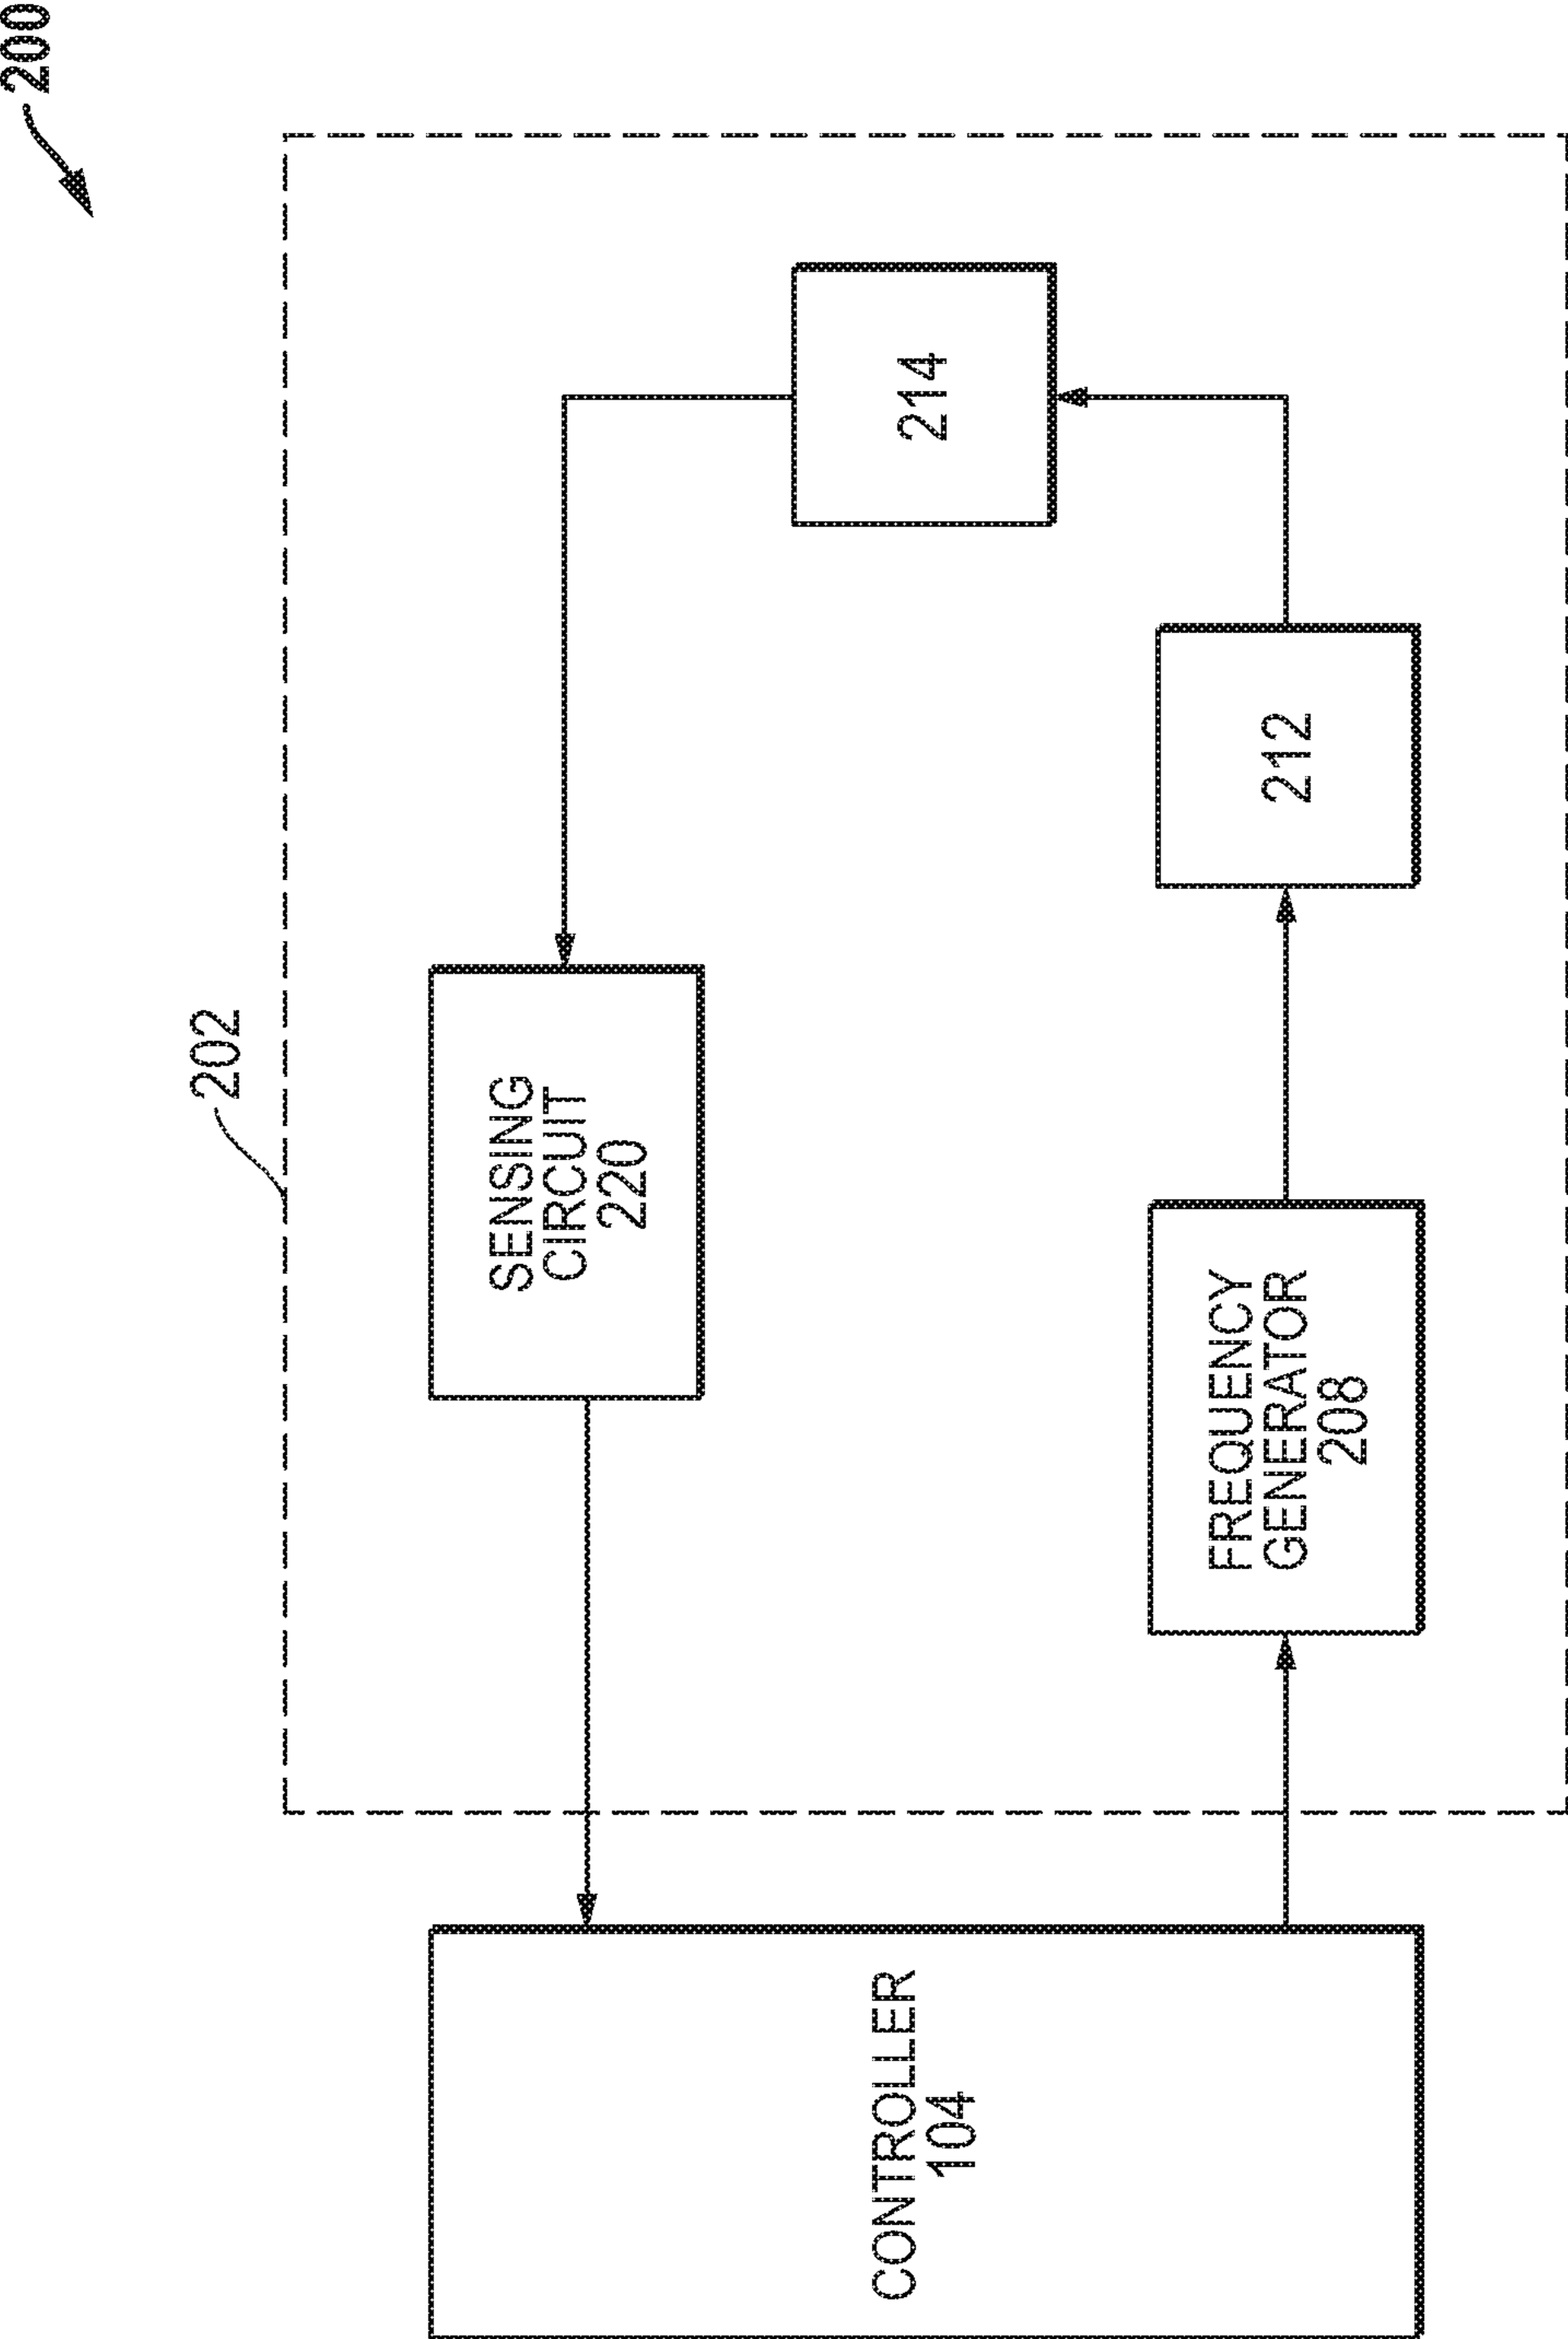 200
202
SENSING
CIRCUIT
220
214
CONTROLLER
104
FREQUENCY
GENERATOR
208
212